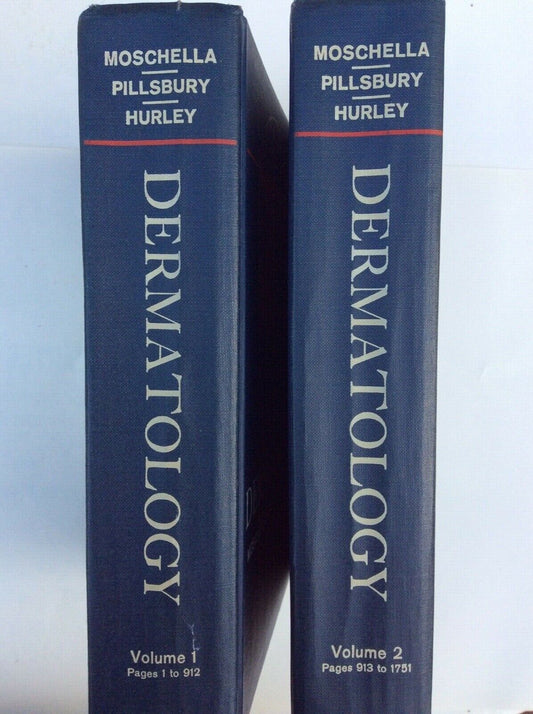 MOSCHELLA
PILLSBURY
HURLEY
DERMATOLOGY
Volume 1
Pages 1 to 912
MOSCHELLA
PILLSBURY
HURLEY
DERMATOLOGY
Volume 2
Pages 913 to 1751